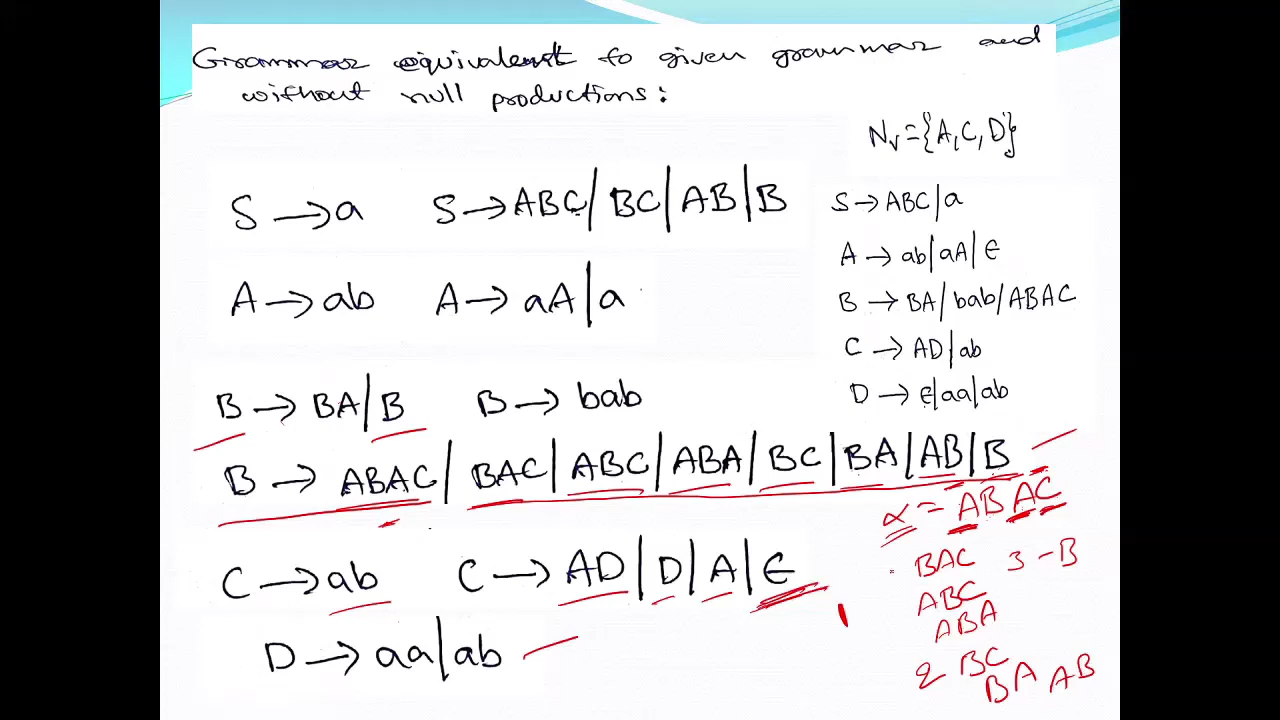 Grammar equivalent to given grammar and
without null productions:
Nv = {A, C, D}
S → a S → ABC | BC | AB | B
A → ab A → aA | a
B → BA | B B → bab
B → ABAC | BAC | ABC | ABA | BC | BA | AB | B
C → ab C → AD | D | A | ∈
D → aa | ab
S → ABC | a
A → ab | aA | ∈
B → BA / bab / ABAC
C → AD | ab
D → ∈ | aa | ab
α = ABAC
BAC 3 - B
ABC
ABA
2 BC
BA AB